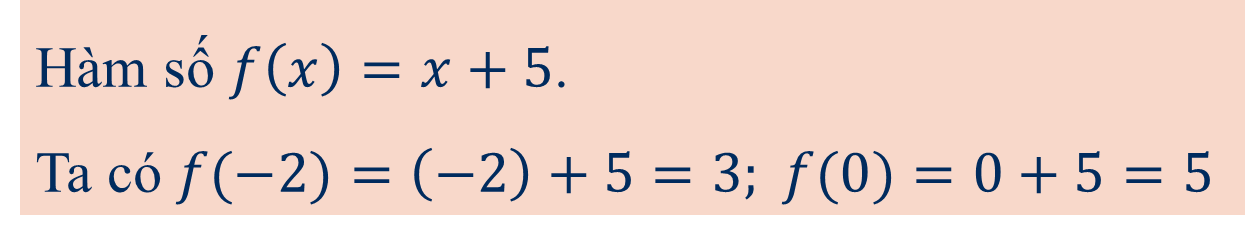 Hàm số f(x) = x + 5.
Ta có f(−2) = (−2) + 5 = 3; f(0) = 0 + 5 = 5